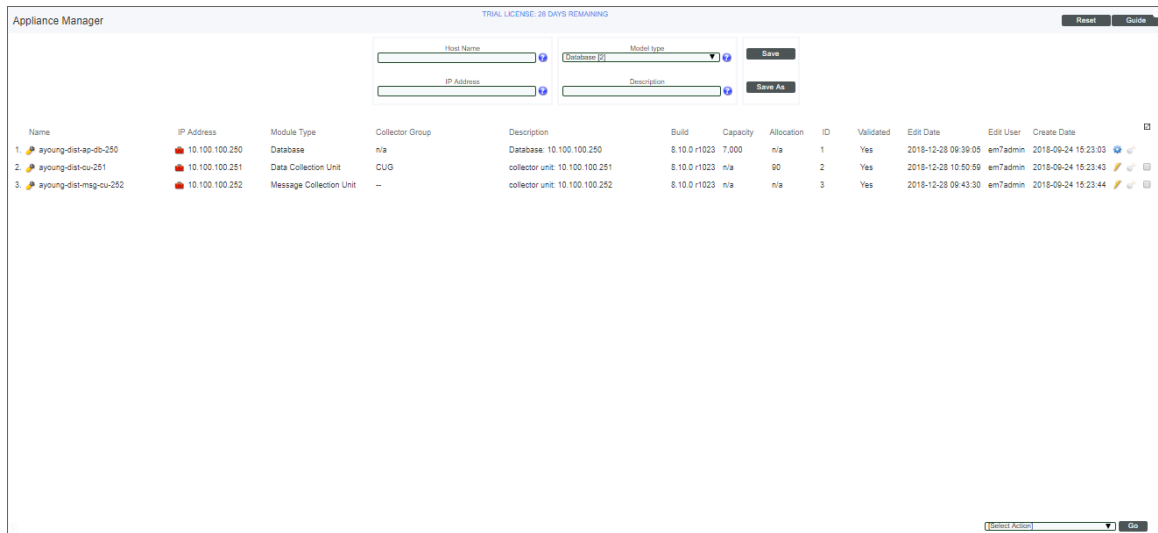 TRIAL LICENSE: 28 DAYS REMAINING
Appliance Manager Reset Guide
Host Name Model type
Database [2] Save
IP Address Description
Save As
Name IP Address Module Type Collector Group Description Build Capacity Allocation ID Validated Edit Date Edit User Create Date
1. ayoung-dist-ap-db-250 10.100.100.250 Database n/a Database: 10.100.100.250 8.10.0 r1023 7,000 n/a 1 Yes 2018-12-28 09:39:05 em7admin 2018-09-24 15:23:03
2. ayoung-dist-cu-251 10.100.100.251 Data Collection Unit CUG collector unit: 10.100.100.251 8.10.0 r1023 n/a 90 2 Yes 2018-12-28 10:50:59 em7admin 2018-09-24 15:23:43
3. ayoung-dist-msg-cu-252 10.100.100.252 Message Collection Unit -- collector unit: 10.100.100.252 8.10.0 r1023 n/a n/a 3 Yes 2018-12-28 09:43:30 em7admin 2018-09-24 15:23:44
[Select Action] Go